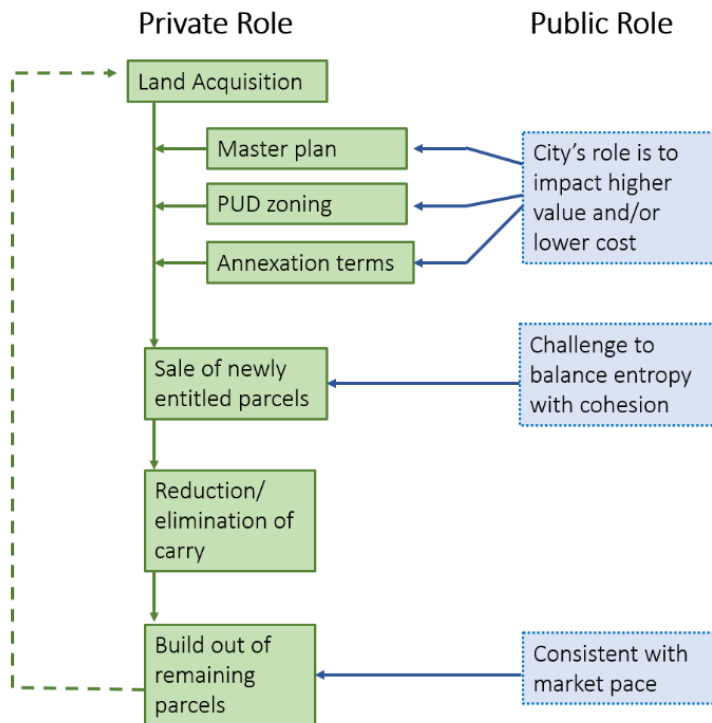 Private Role
Public Role
Land Acquisition
Master plan
PUD zoning
Annexation terms
City's role is to
impact higher
value and/or
lower cost
Sale of newly
entitled parcels
Challenge to
balance entropy
with cohesion
Reduction/
elimination of
carry
Build out of
remaining
parcels
Consistent with
market pace